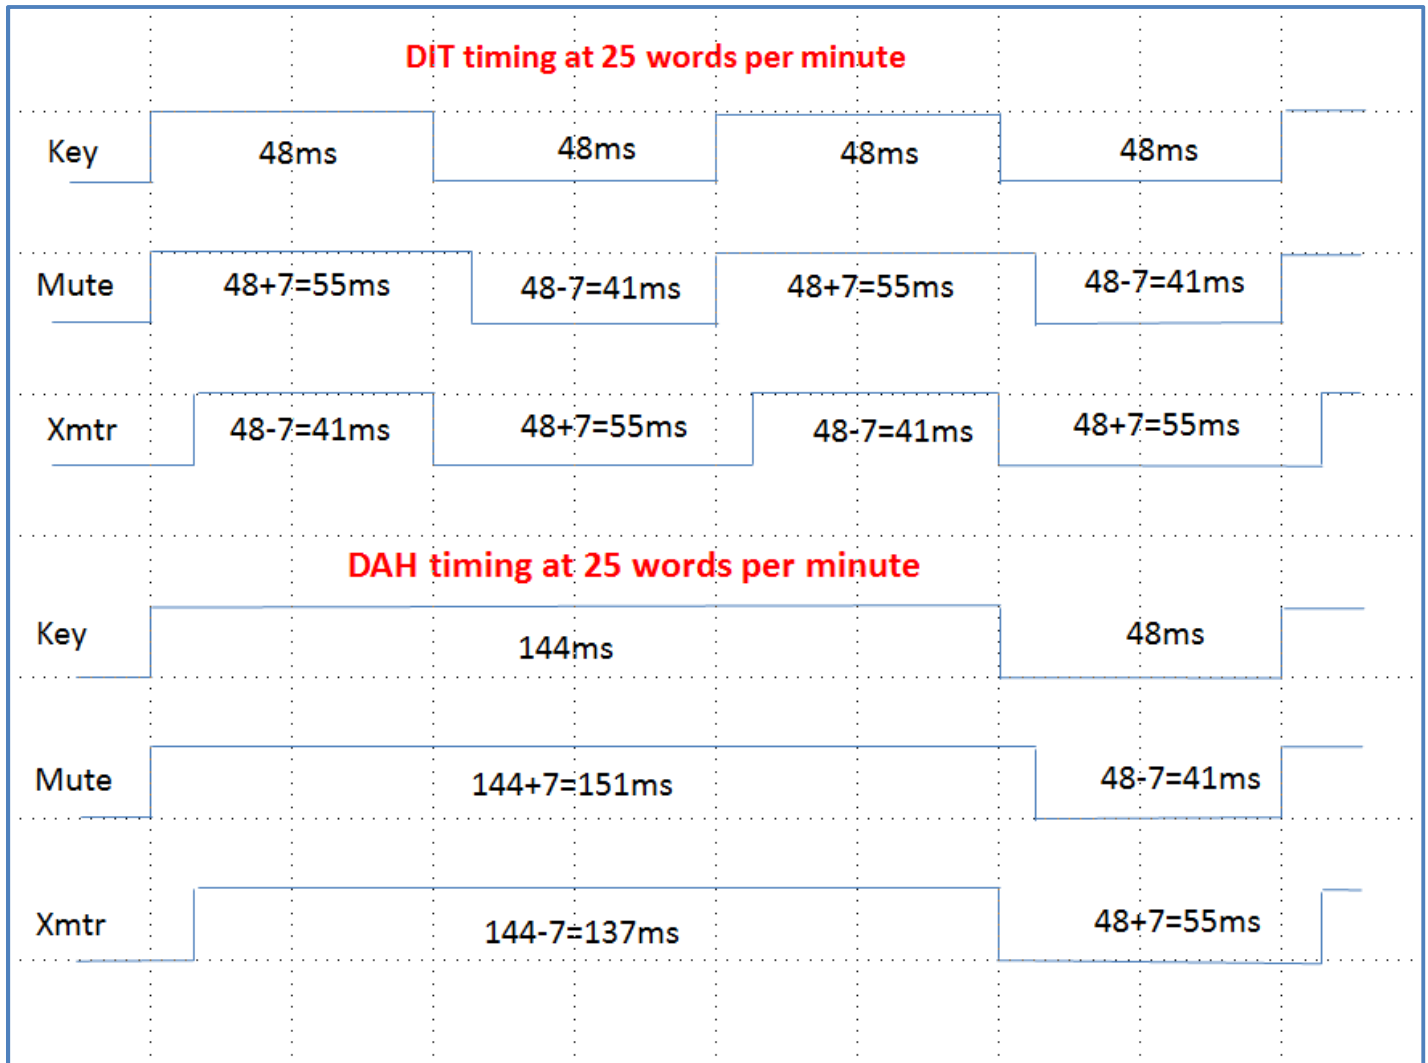 DIT timing at 25 words per minute
Key 48ms 48ms 48ms 48ms
Mute 48+7=55ms 48-7=41ms 48+7=55ms 48-7=41ms
Xmtr 48-7=41ms 48+7=55ms 48-7=41ms 48+7=55ms
DAH timing at 25 words per minute
Key 144ms 48ms
Mute 144+7=151ms 48-7=41ms
Xmtr 144-7=137ms 48+7=55ms